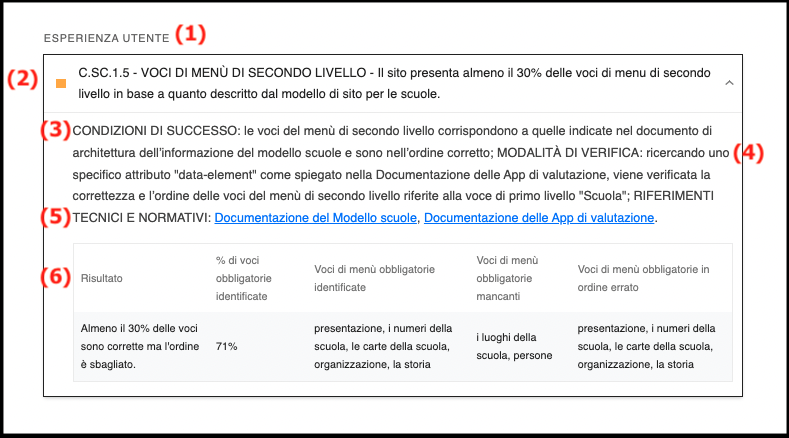 ESPERIENZA UTENTE (1)
(2) C.SC.1.5 - VOCI DI MENÙ DI SECONDO LIVELLO - Il sito presenta almeno il 30% delle voci di menu di secondo
livello in base a quanto descritto dal modello di sito per le scuole.
(3) CONDIZIONI DI SUCCESSO: le voci del menù di secondo livello corrispondono a quelle indicate nel documento di
architettura dell'informazione del modello scuole e sono nell'ordine corretto; MODALITÀ DI VERIFICA: ricercando uno (4)
specifico attributo "data-element" come spiegato nella Documentazione delle App di valutazione, viene verificata la
correttezza e l'ordine delle voci del menù di secondo livello riferite alla voce di primo livello "Scuola"; RIFERIMENTI
(5) TECNICI E NORMATIVI: Documentazione del Modello scuole, Documentazione delle App di valutazione.
(6)
Risultato
% di voci
obbligatorie
identificate
Voci di menù obbligatorie
identificate
Voci di menù
obbligatorie
mancanti
Voci di menù obbligatorie in
ordine errato
Almeno il 30% delle voci
sono corrette ma l'ordine
è sbagliato.
71%
presentazione, i numeri della
scuola, le carte della scuola,
organizzazione, la storia
i luoghi della
scuola, persone
presentazione, i numeri della
scuola, le carte della scuola,
organizzazione, la storia